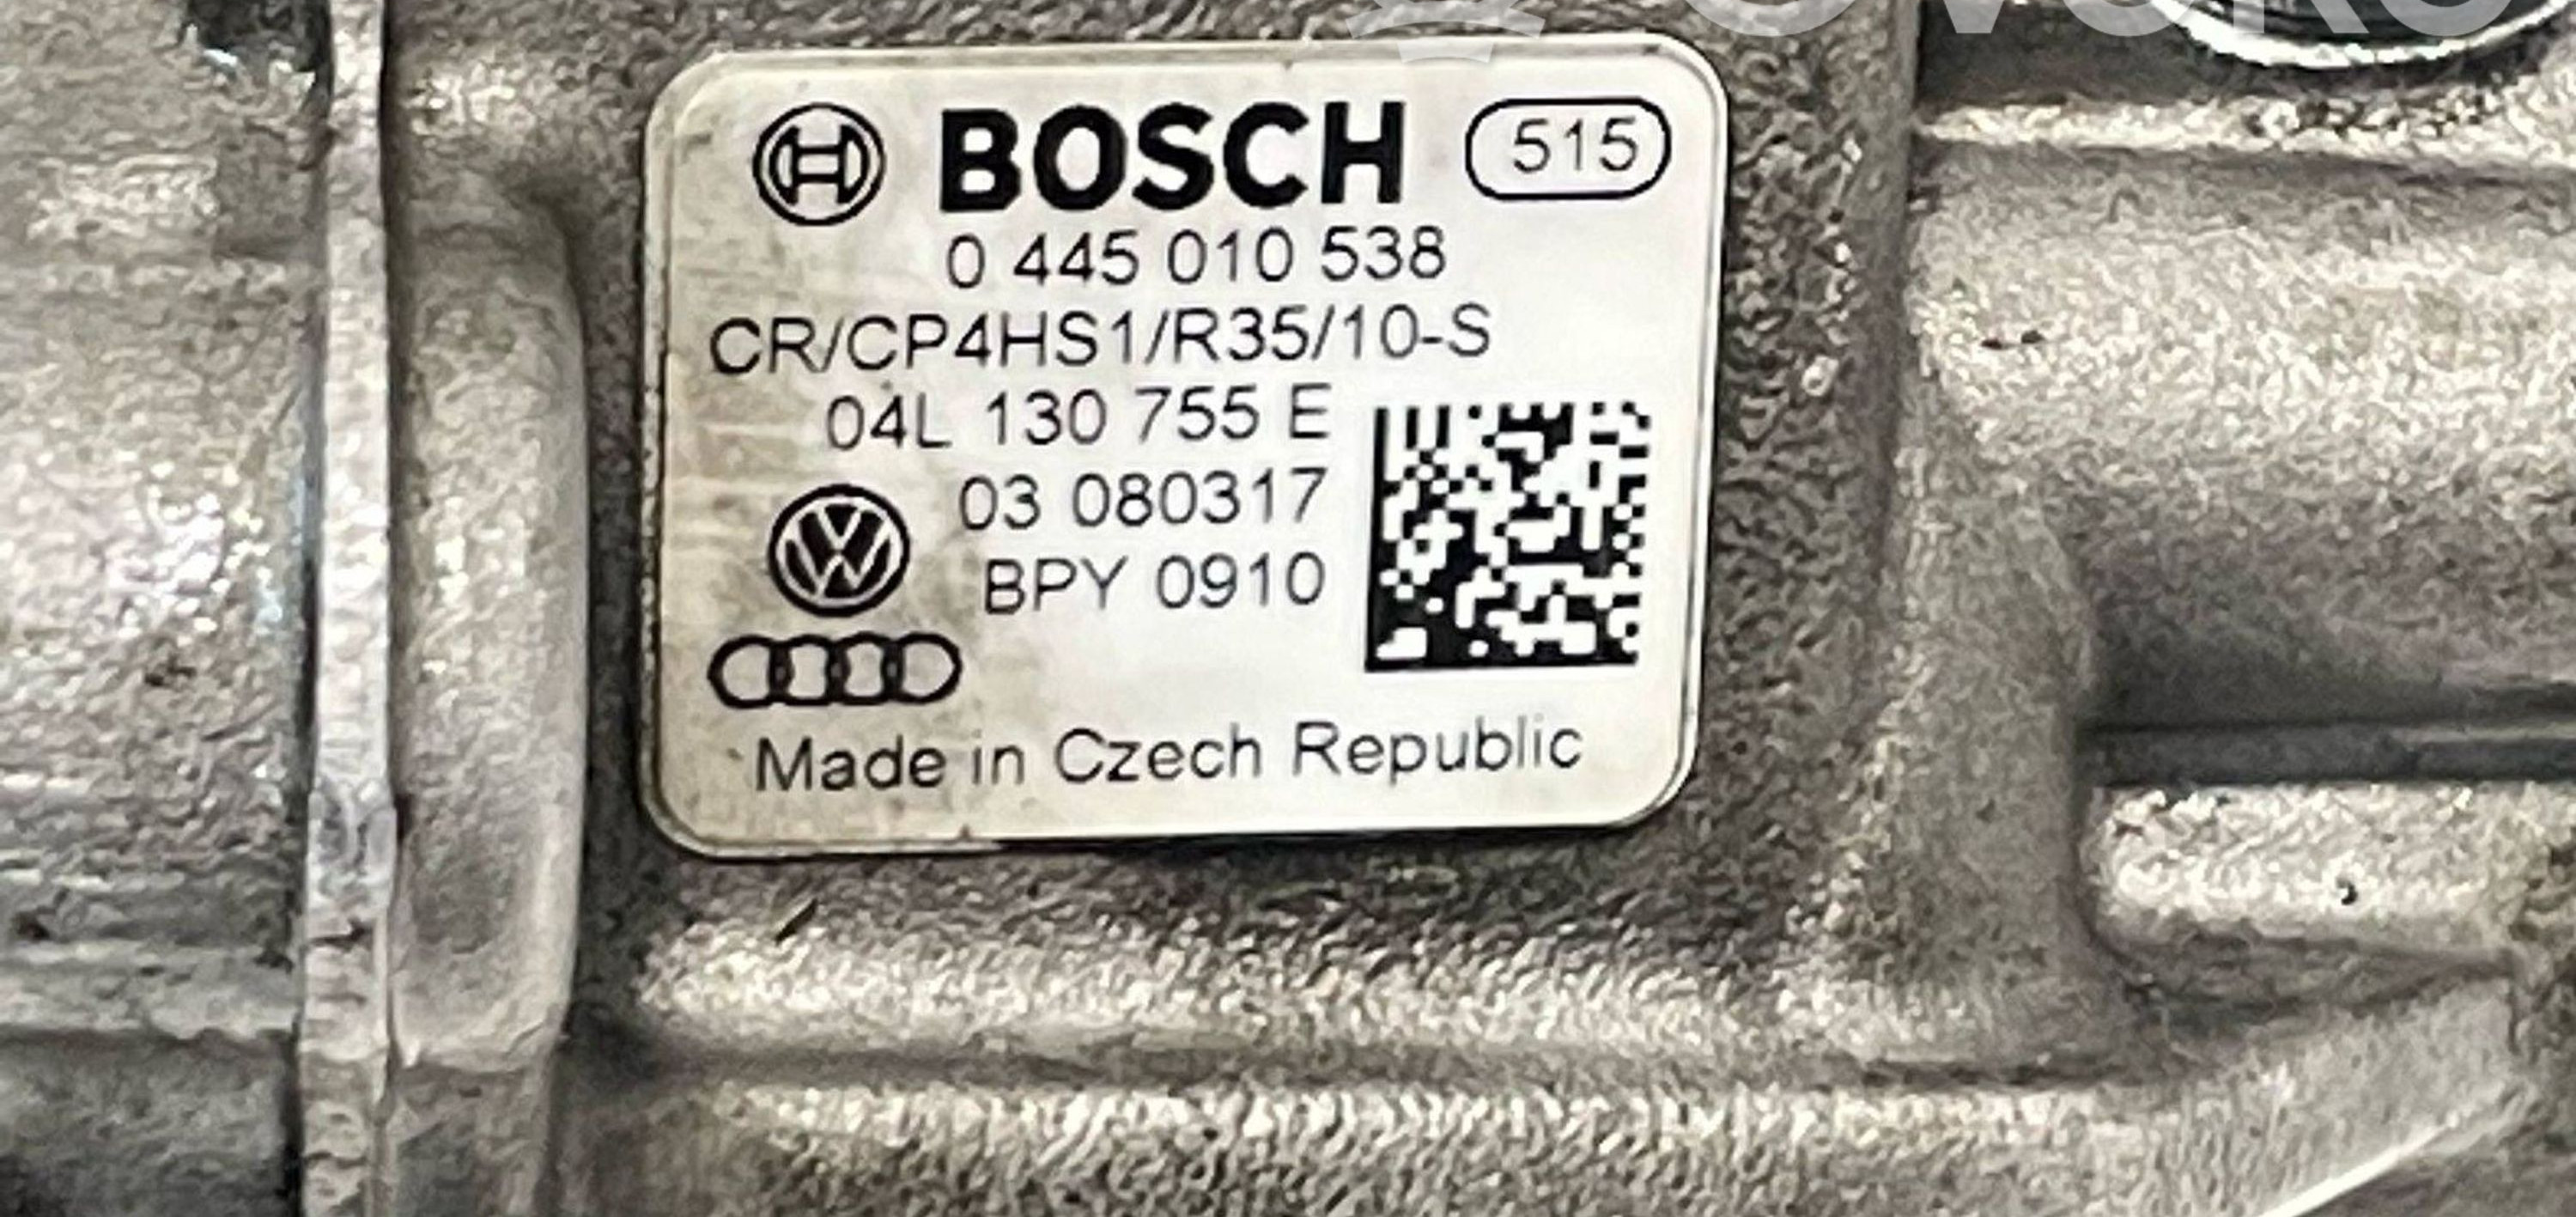 BOSCH 515
0 445 010 538
CR/CP4HS1/R35/10-S
04L 130 755 E
03 080317
BPY 0910
Made in Czech Republic